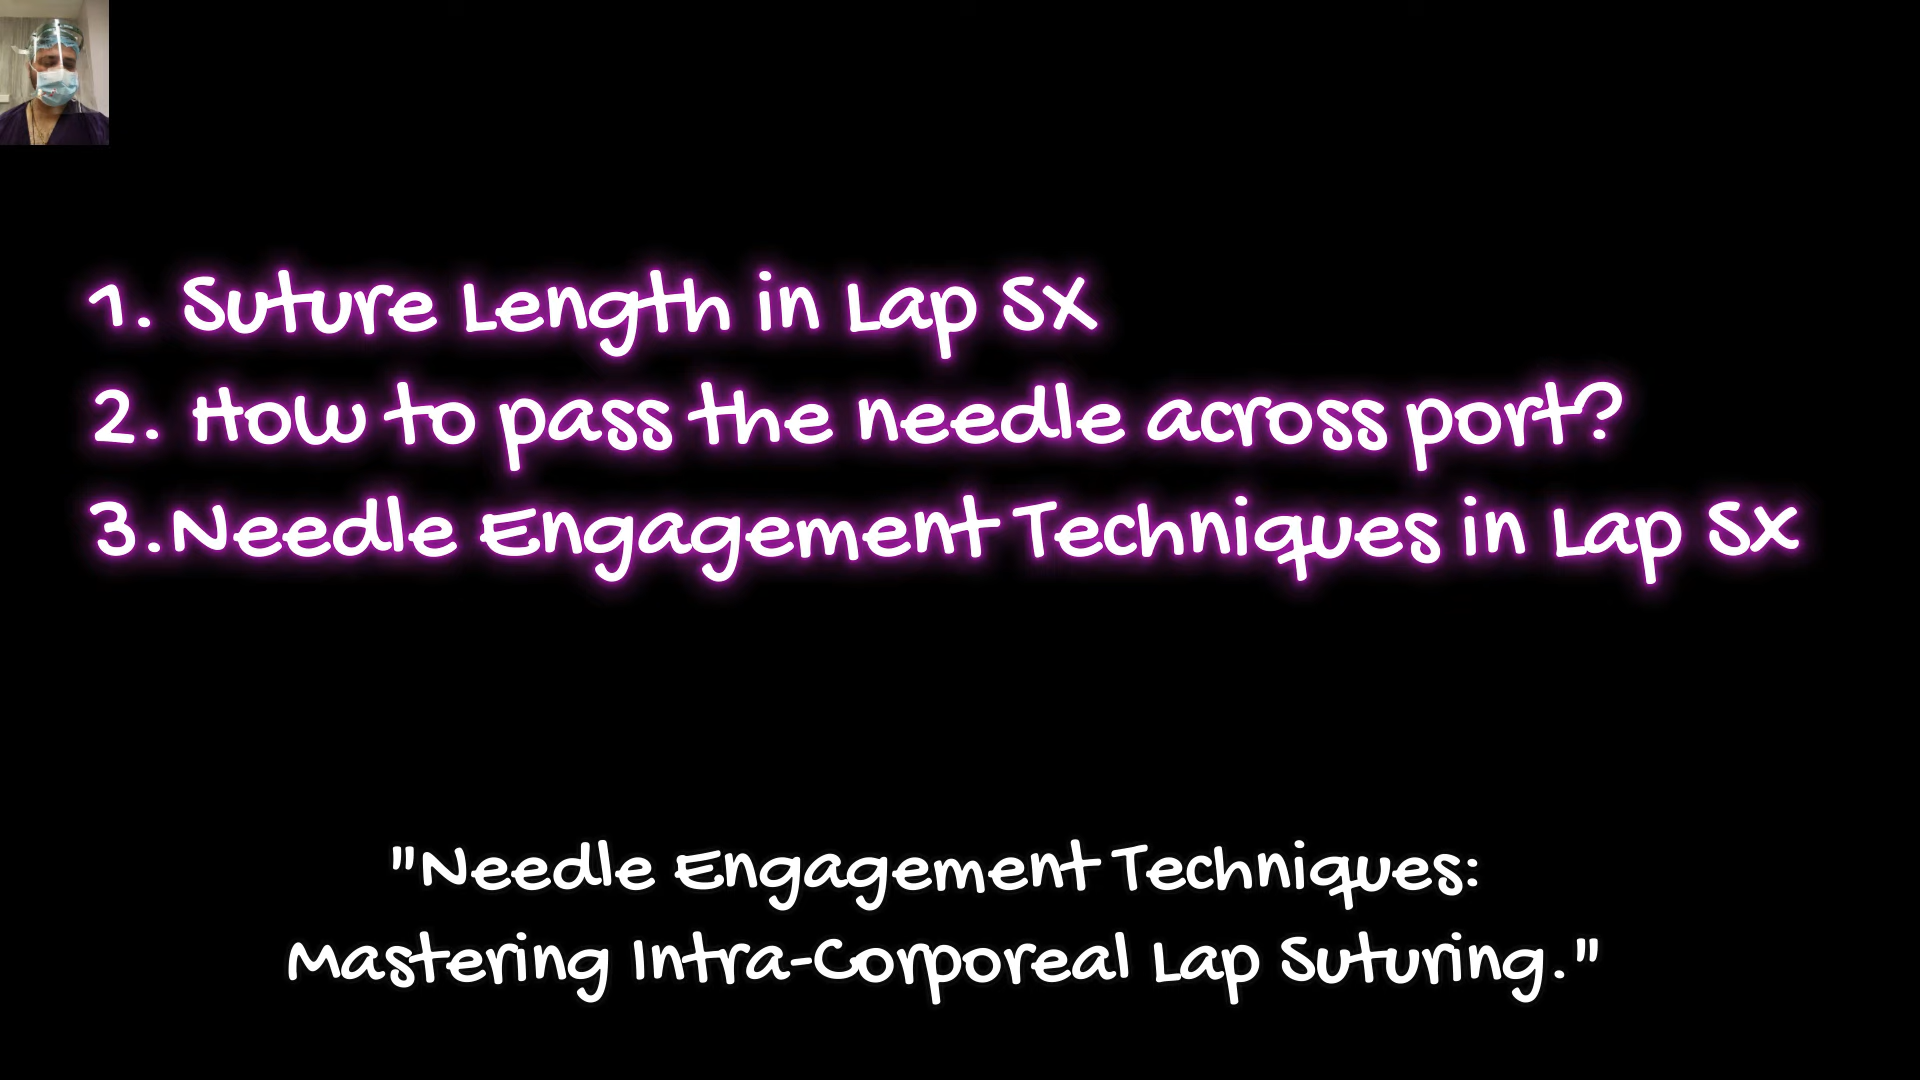 1. Suture Length in Lap Sx
2. How to pass the needle across port?
3.Needle Engagement Techniques in Lap Sx
"Needle Engagement Techniques:
Mastering Intra-Corporeal Lap Suturing."